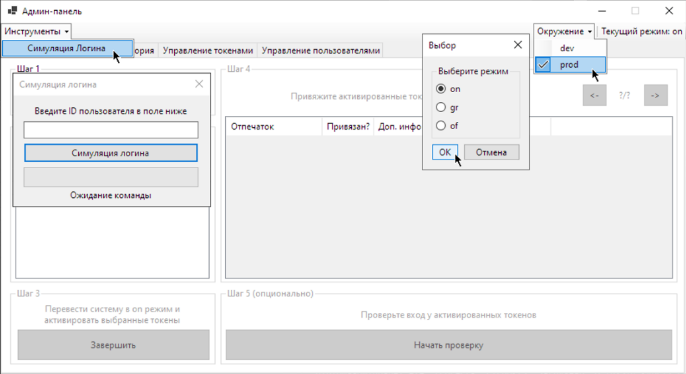 Админ-панель
Инструменты
Окружение
Текущий режим: on
Симуляция Логина
ория
Управление токенами
Управление пользователями
dev
prod
Шаг 1
Симуляция логина
Введите ID пользователя в поле ниже
Симуляция логина
Ожидание команды
Шаг 4
Привяжите активированные ток
<-
?/?
->
Отпечаток
Привязан?
Доп. инфо
Выбор
Выберите режим
on
gr
of
OK
Отмена
Шаг 3
Перевести систему в on режим и
активировать выбранные токены
Завершить
Шаг 5 (опционально)
Проверьте вход у активированных токенов
Начать проверку